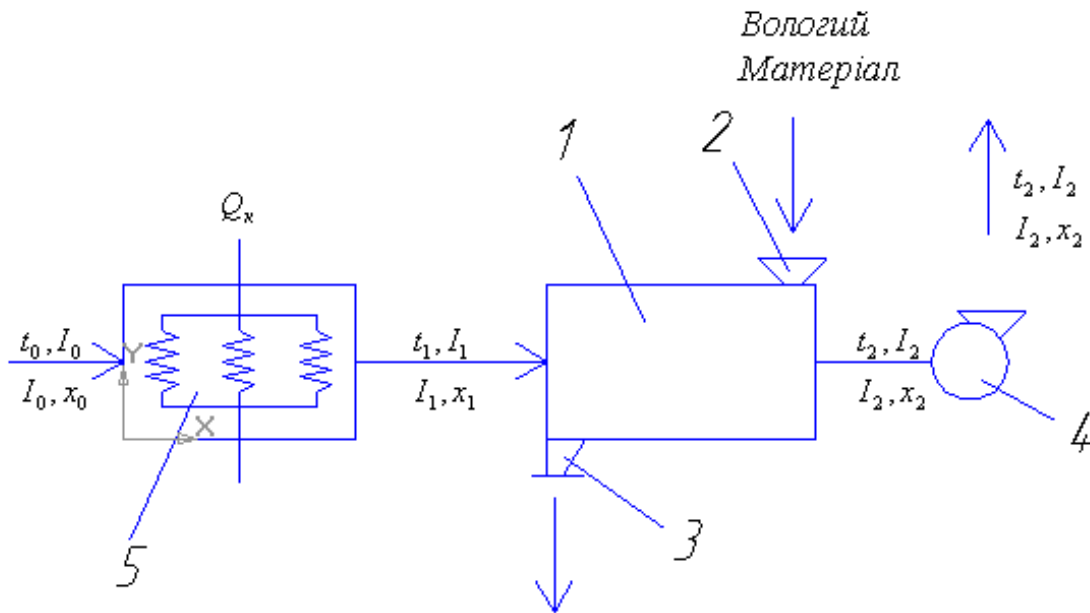 Вологий
Матеріал
1
2
t₂, I₂
I₂, x₂
Qк
t₀, I₀
I₀, x₀
Y
X
t₁, I₁
I₁, x₁
t₂, I₂
I₂, x₂
4
5
3